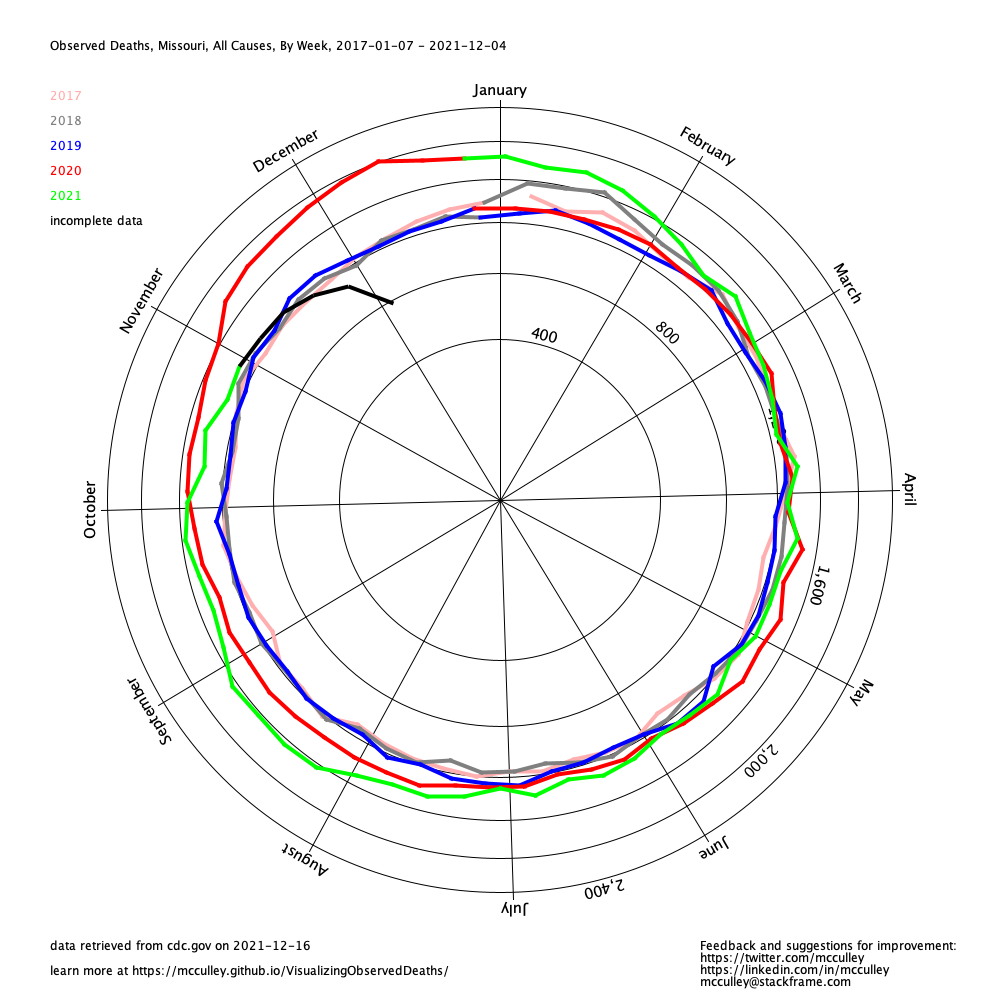 Observed Deaths, Missouri, All Causes, By Week, 2017-01-07 - 2021-12-04
2017
2018
2019
2020
2021
incomplete data
January
February
March
April
May
June
July
August
September
October
November
December
400
800
1,600
2,000
2,400
data retrieved from cdc.gov on 2021-12-16
learn more at https://mcculley.github.io/VisualizingObservedDeaths/
Feedback and suggestions for improvement:
https://twitter.com/mcculley
https://linkedin.com/in/mcculley
mcculley@stackframe.com